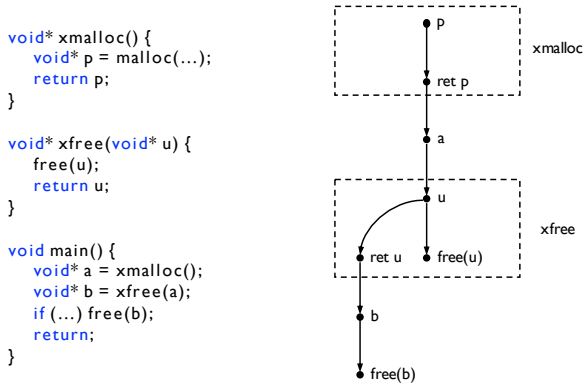 void* xmalloc() {
void* p = malloc(...);
return p;
}
void* xfree(void* u) {
free(u);
return u;
}
void main() {
void* a = xmalloc();
void* b = xfree(a);
if (...) free(b);
return;
}
p
xmalloc
ret p
a
u
xfree
ret u
free(u)
b
free(b)